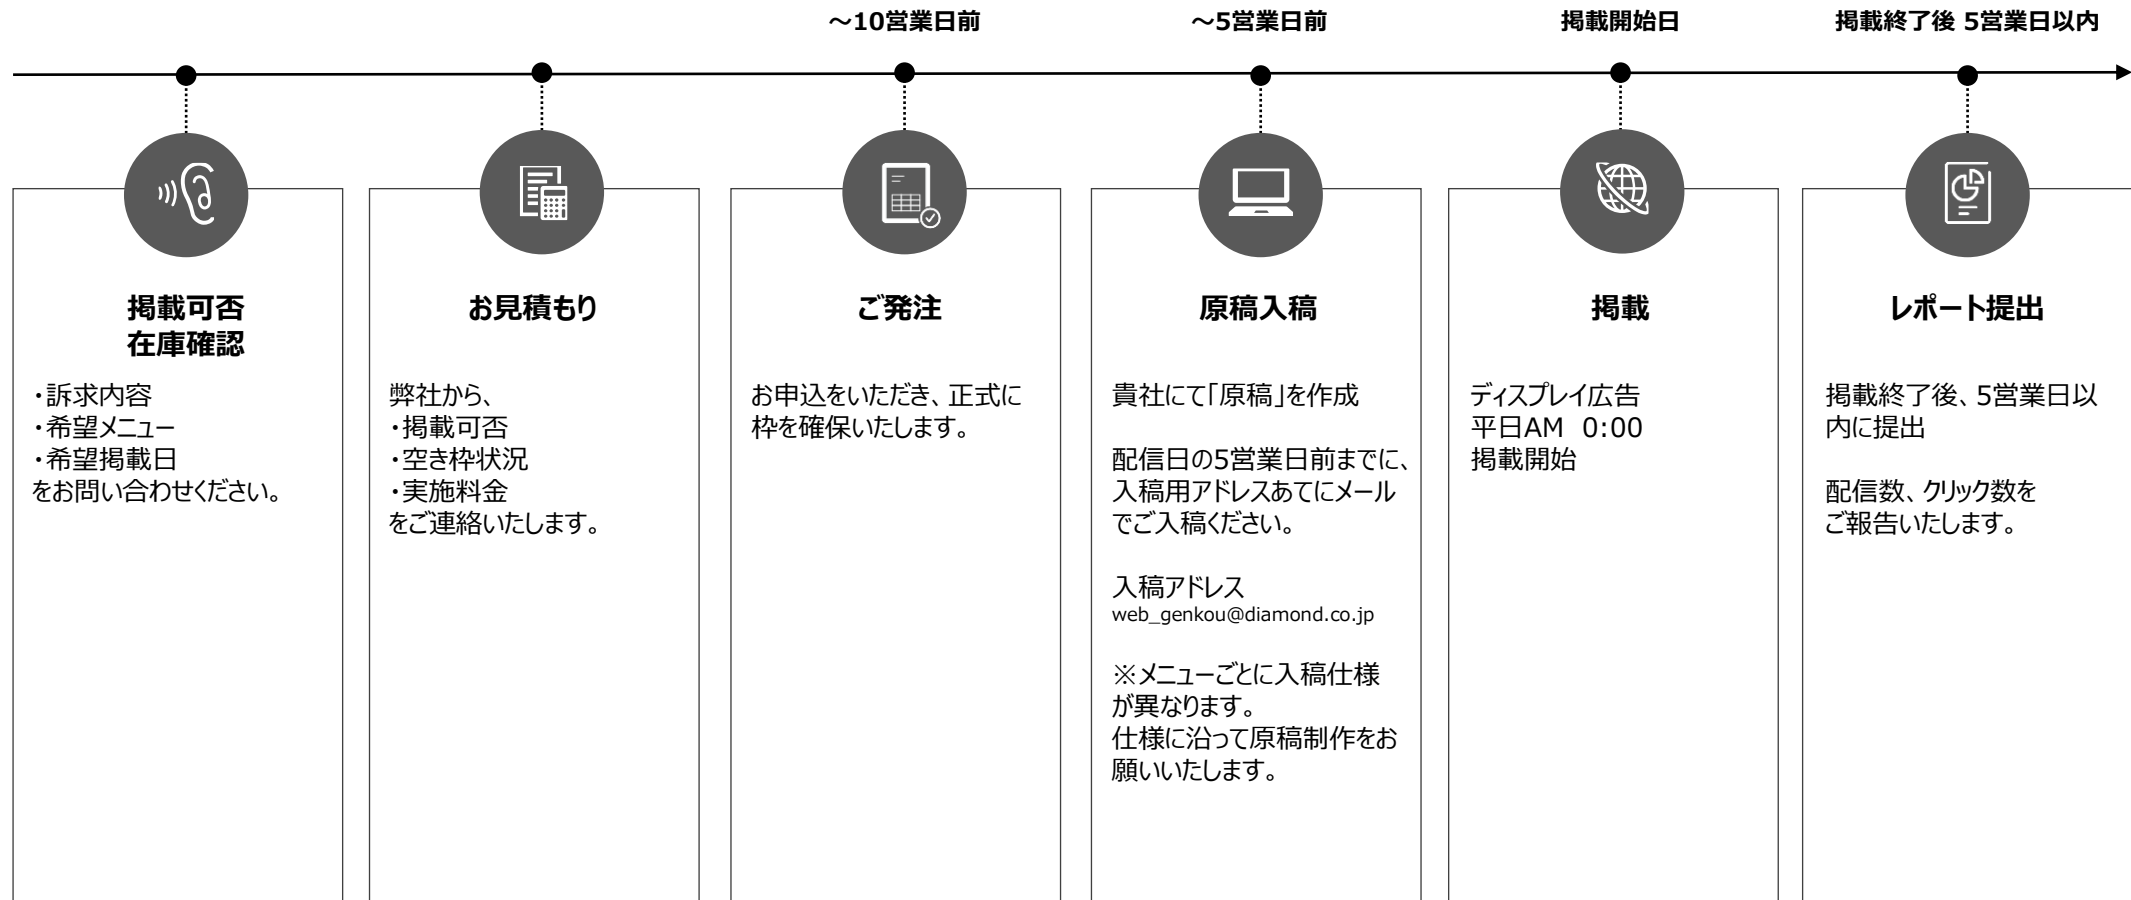 ～10営業日前
～5営業日前
掲載開始日
掲載終了後 5営業日以内
掲載可否
在庫確認
・訴求内容
・希望メニュー
・希望掲載日
をお問い合わせください。
お見積もり
弊社から、
・掲載可否
・空き枠状況
・実施料金
をご連絡いたします。
ご発注
お申込をいただき、正式に
枠を確保いたします。
原稿入稿
貴社にて「原稿」を作成
配信日の5営業日前までに、
入稿用アドレスあてにメール
でご入稿ください。
入稿アドレス
web_genkou@diamond.co.jp
※メニューごとに入稿仕様
が異なります。
仕様に沿って原稿制作をお
願いいたします。
掲載
ディスプレイ広告
平日AM 0:00
掲載開始
レポート提出
掲載終了後、5営業日以
内に提出
配信数、クリック数を
ご報告いたします。